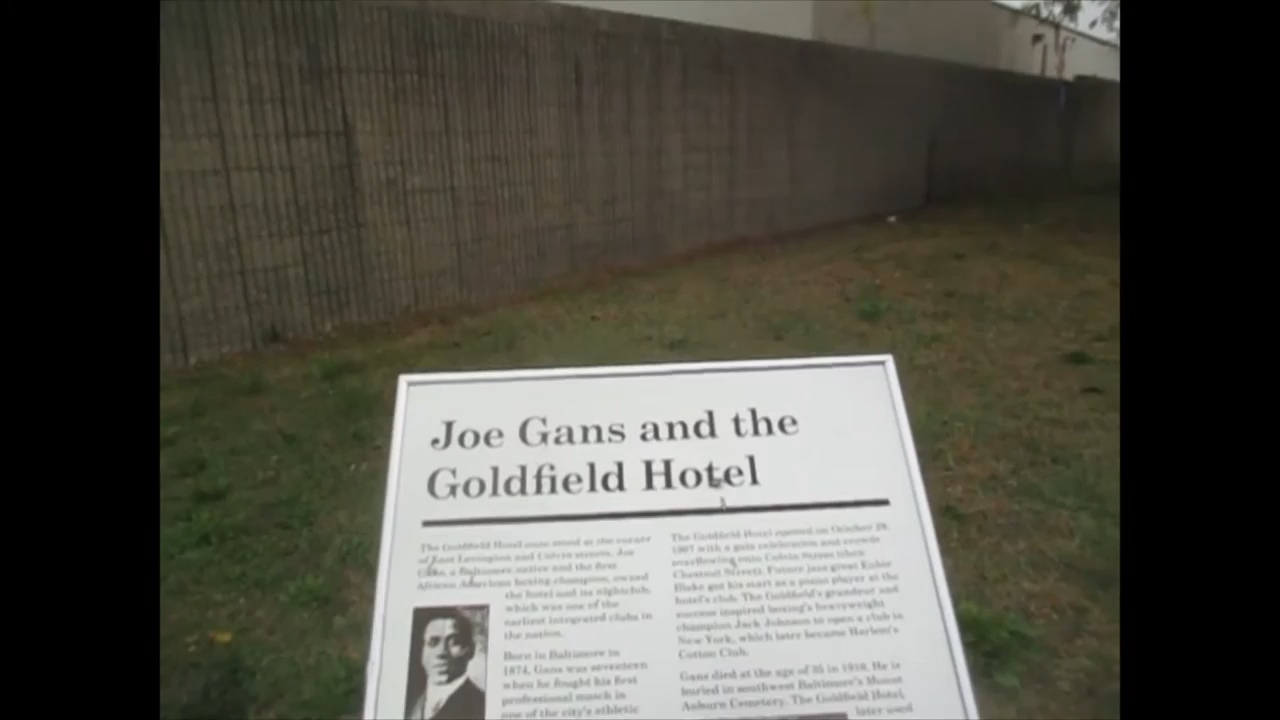 Joe Gans and the
Goldfield Hotel
The Goldfield Hotel once stood at the corner
of East Lexington and Colvin streets. Joe
Gans, a Baltimore native and the first
African American boxing champion, owned
the hotel and its nightclub,
which was one of the
earliest integrated clubs in
the nation.
Born in Baltimore in
1874, Gans was seventeen
when he fought his first
professional match in
one of the city's athletic
The Goldfield Hotel opened on October 29,
1907 with a gala celebration and crowds
overflowing onto Colvin Street (then
Chestnut Street). Future jazz great Eubie
Blake got his start as a piano player at the
hotel's club. The Goldfield's grandeur and
success inspired boxing's heavyweight
champion Jack Johnson to open a club in
New York, which later became Harlem's
Cotton Club.
Gans died at the age of 35 in 1910. He is
buried in southwest Baltimore's Mount
Auburn Cemetery. The Goldfield Hotel,
later used